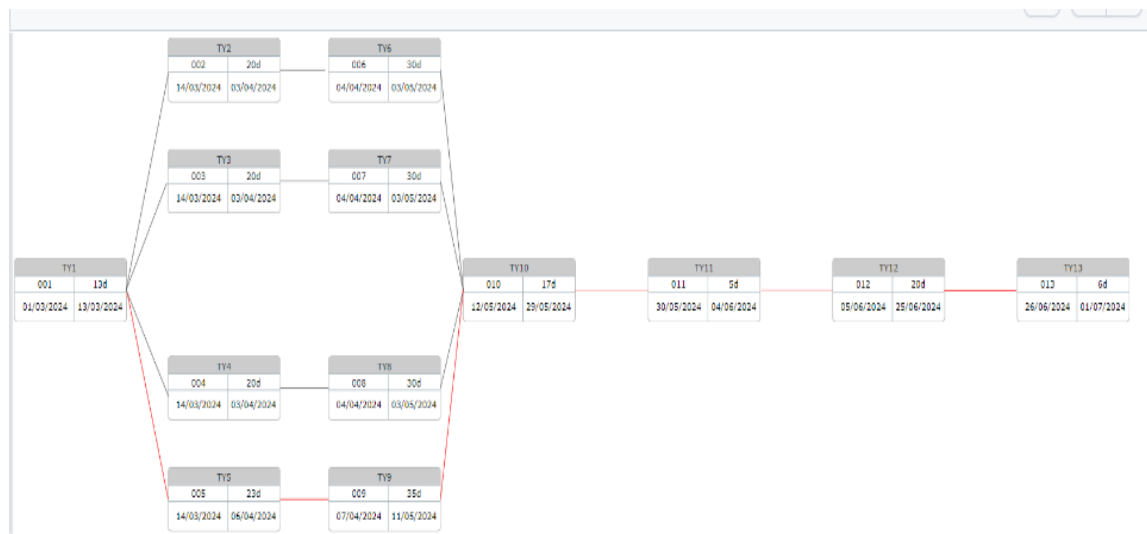 TY2
002 20d
14/03/2024 03/04/2024
TY6
006 30d
04/04/2024 03/05/2024
TY3
003 20d
14/03/2024 03/04/2024
TY7
007 30d
04/04/2024 03/05/2024
TY1
001 13d
01/03/2024 13/03/2024
TY10
010 17d
12/05/2024 29/05/2024
TY11
011 5d
30/05/2024 04/06/2024
TY12
012 20d
05/06/2024 25/06/2024
TY13
013 6d
26/06/2024 01/07/2024
TY4
004 20d
14/03/2024 03/04/2024
TY8
008 30d
04/04/2024 03/05/2024
TY5
005 23d
14/03/2024 06/04/2024
TY9
009 35d
07/04/2024 11/05/2024